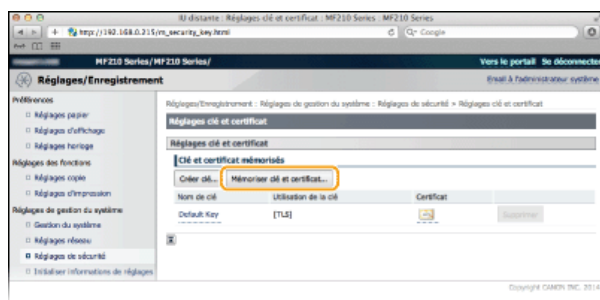 IU distante : Réglages clé et certificat : MF210 Series : MF210 Series
http://192.168.0.215/m_security_key.html
Google
MF210 Series/MF210 Series/
Vers le portail Se déconnecter
Réglages/Enregistrement
Email à l'administrateur système
Préférences
Réglages papier
Réglages d'affichage
Réglages horloge
Réglages des fonctions
Réglages copie
Réglages d'impression
Réglages de gestion du système
Gestion du système
Réglages réseau
Réglages de sécurité
Initialiser informations de réglages
Réglages/Enregistrement : Réglages de gestion du système : Réglages de sécurité > Réglages clé et certificat
Réglages clé et certificat
Réglages clé et certificat
Clé et certificat mémorisés
Créer clé... Mémoriser clé et certificat...
Nom de clé Utilisation de la clé Certificat
Default Key [TLS] Supprimer
Copyright CANON INC. 2014